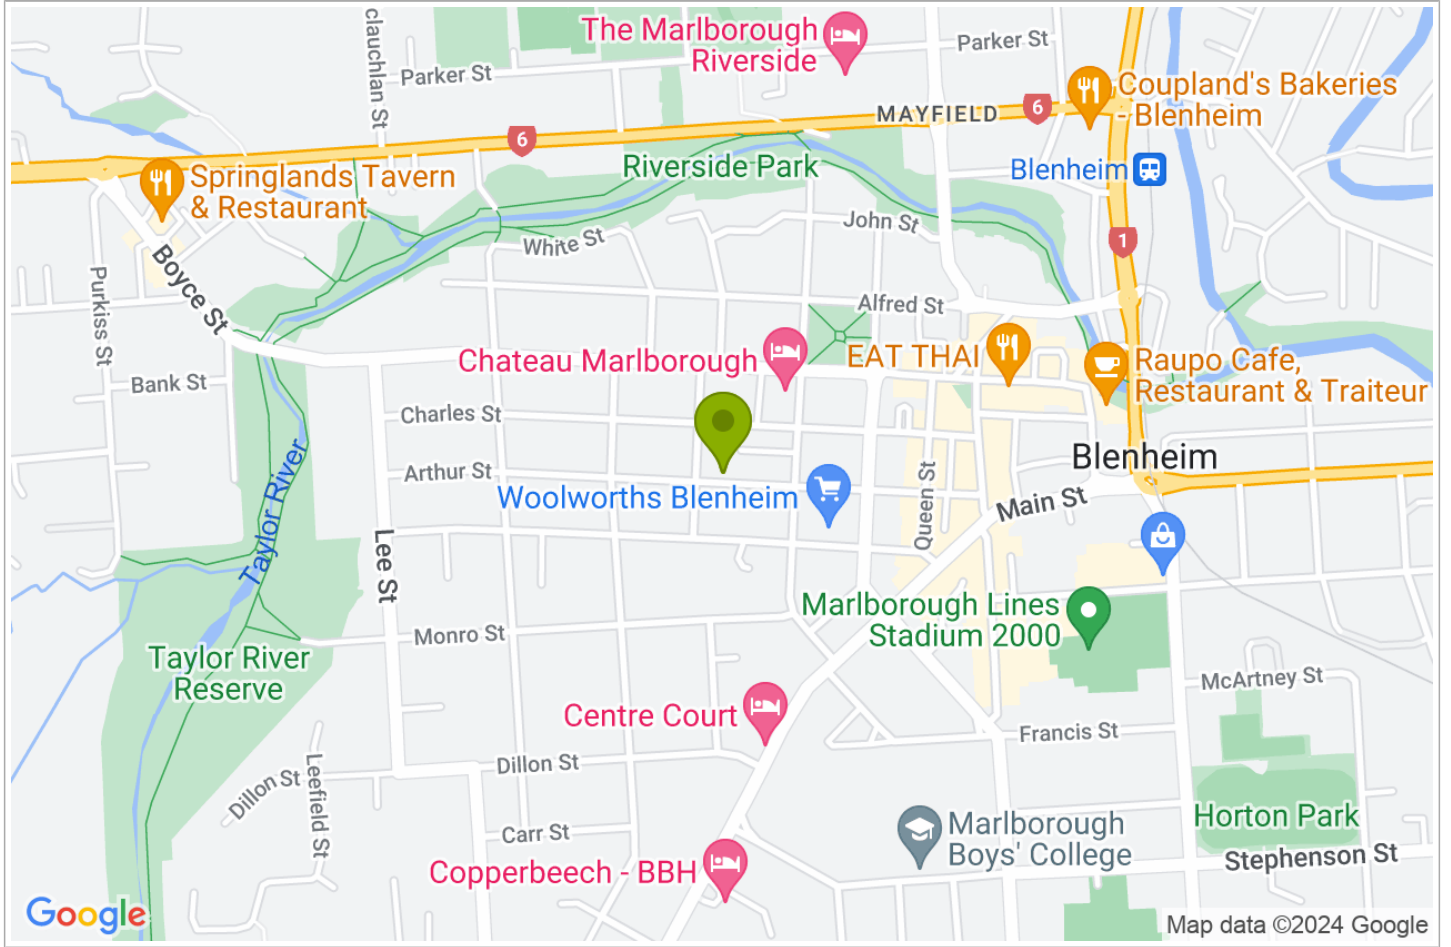 The Marlborough
Riverside
Parker St
clauchlan St
Parker St
Coupland's Bakeries
- Blenheim
MAYFIELD
6
6
Riverside Park
Blenheim
Springlands Tavern
& Restaurant
John St
White St
1
Boyce St
Purkiss St
Alfred St
Chateau Marlborough
EAT THAI
Raupo Cafe,
Restaurant & Traiteur
Bank St
Charles St
Blenheim
Taylor River
Arthur St
Woolworths Blenheim
Queen St
Main St
Lee St
Marlborough Lines
Stadium 2000
Monro St
Taylor River
Reserve
McArtney St
Centre Court
Francis St
Dillon St
Dillon St
Leefield St
Horton Park
Carr St
Marlborough
Boys' College
Stephenson St
Copperbeech - BBH
Google
Map data ©2024 Google